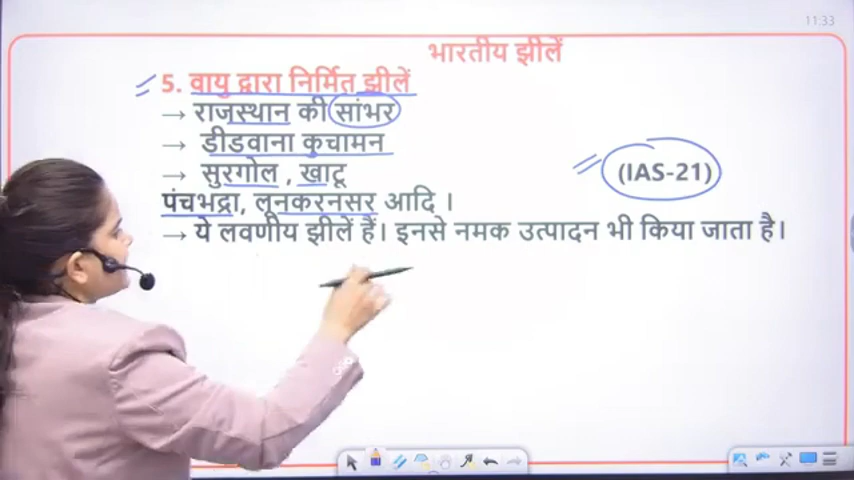 11:33
भारतीय झीलें
5. वायु द्वारा निर्मित झीलें
→ राजस्थान की सांभर
→ डीडवाना कुचामन
→ सुरगोल , खाटू
(IAS-21)
पंचभद्रा, लूनकरनसर आदि ।
→ ये लवणीय झीलें हैं। इनसे नमक उत्पादन भी किया जाता है।